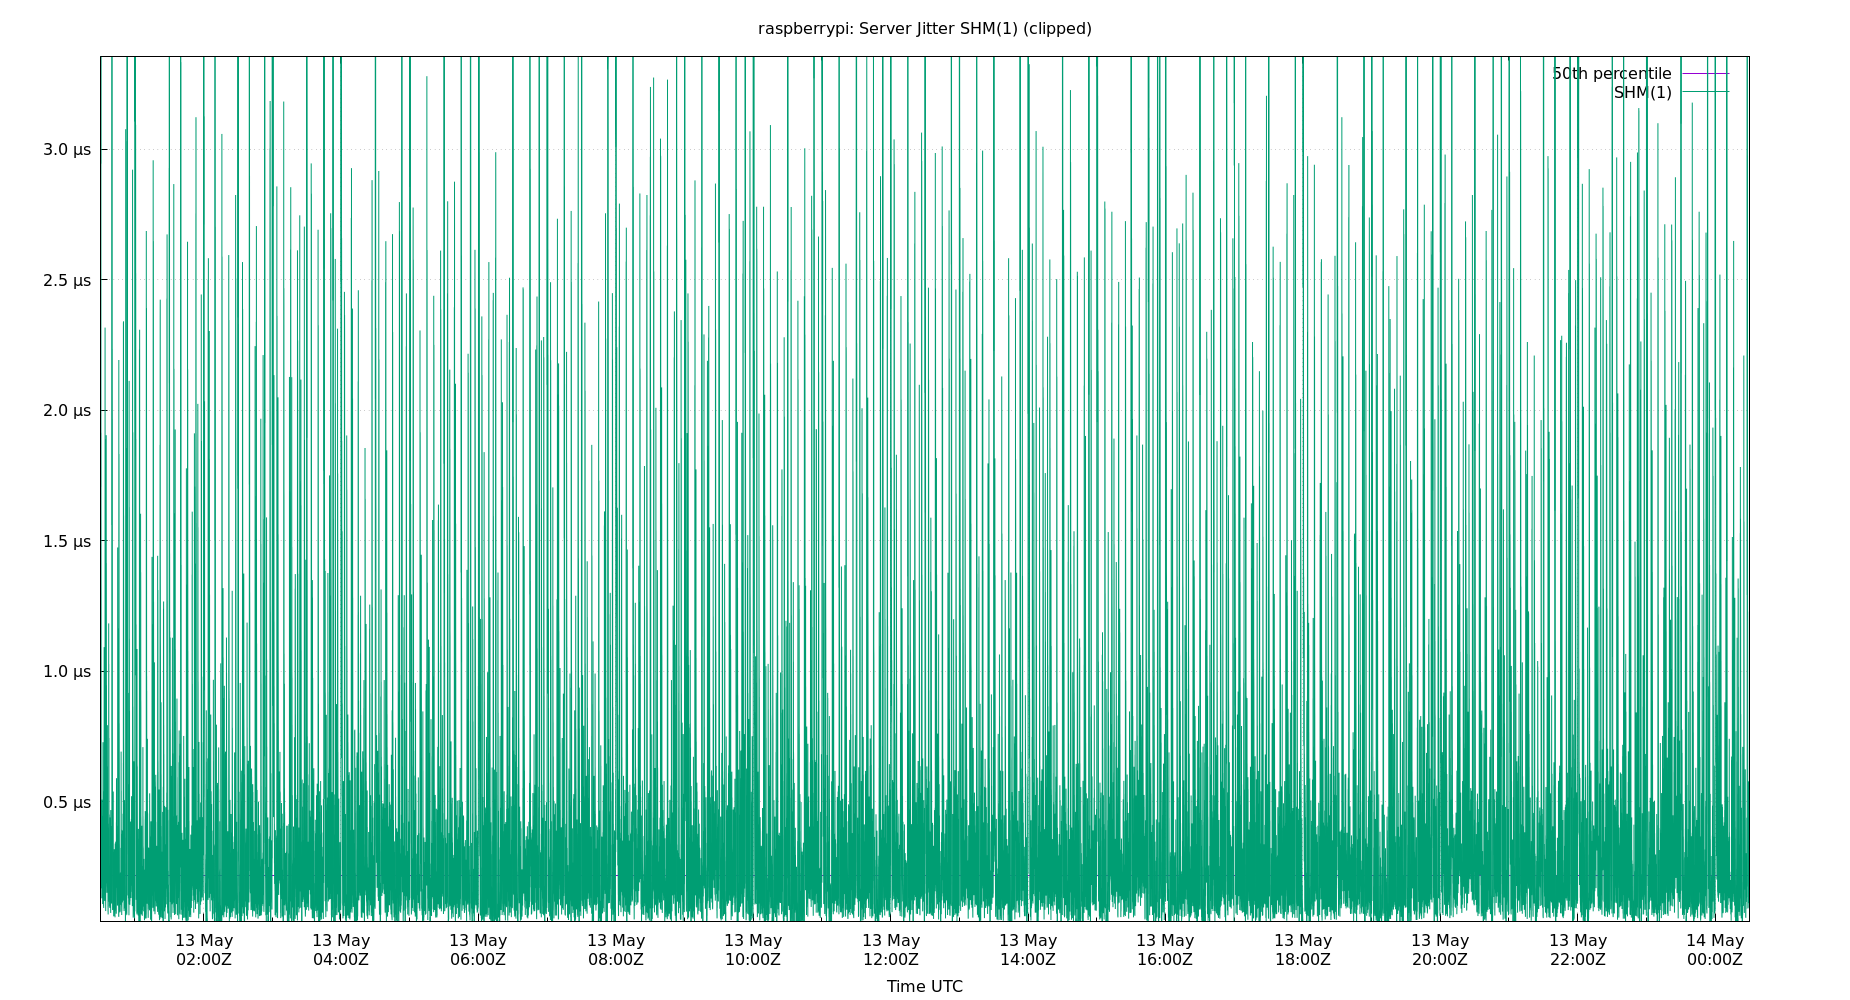 raspberrypi: Server Jitter SHM(1) (clipped)
50th percentile
SHM(1)
3.0 µs
2.5 µs
2.0 µs
1.5 µs
1.0 µs
0.5 µs
13 May 13 May 13 May 13 May 13 May 13 May 13 May 13 May 13 May 13 May 13 May 14 May
02:00Z 04:00Z 06:00Z 08:00Z 10:00Z 12:00Z 14:00Z 16:00Z 18:00Z 20:00Z 22:00Z 00:00Z
Time UTC